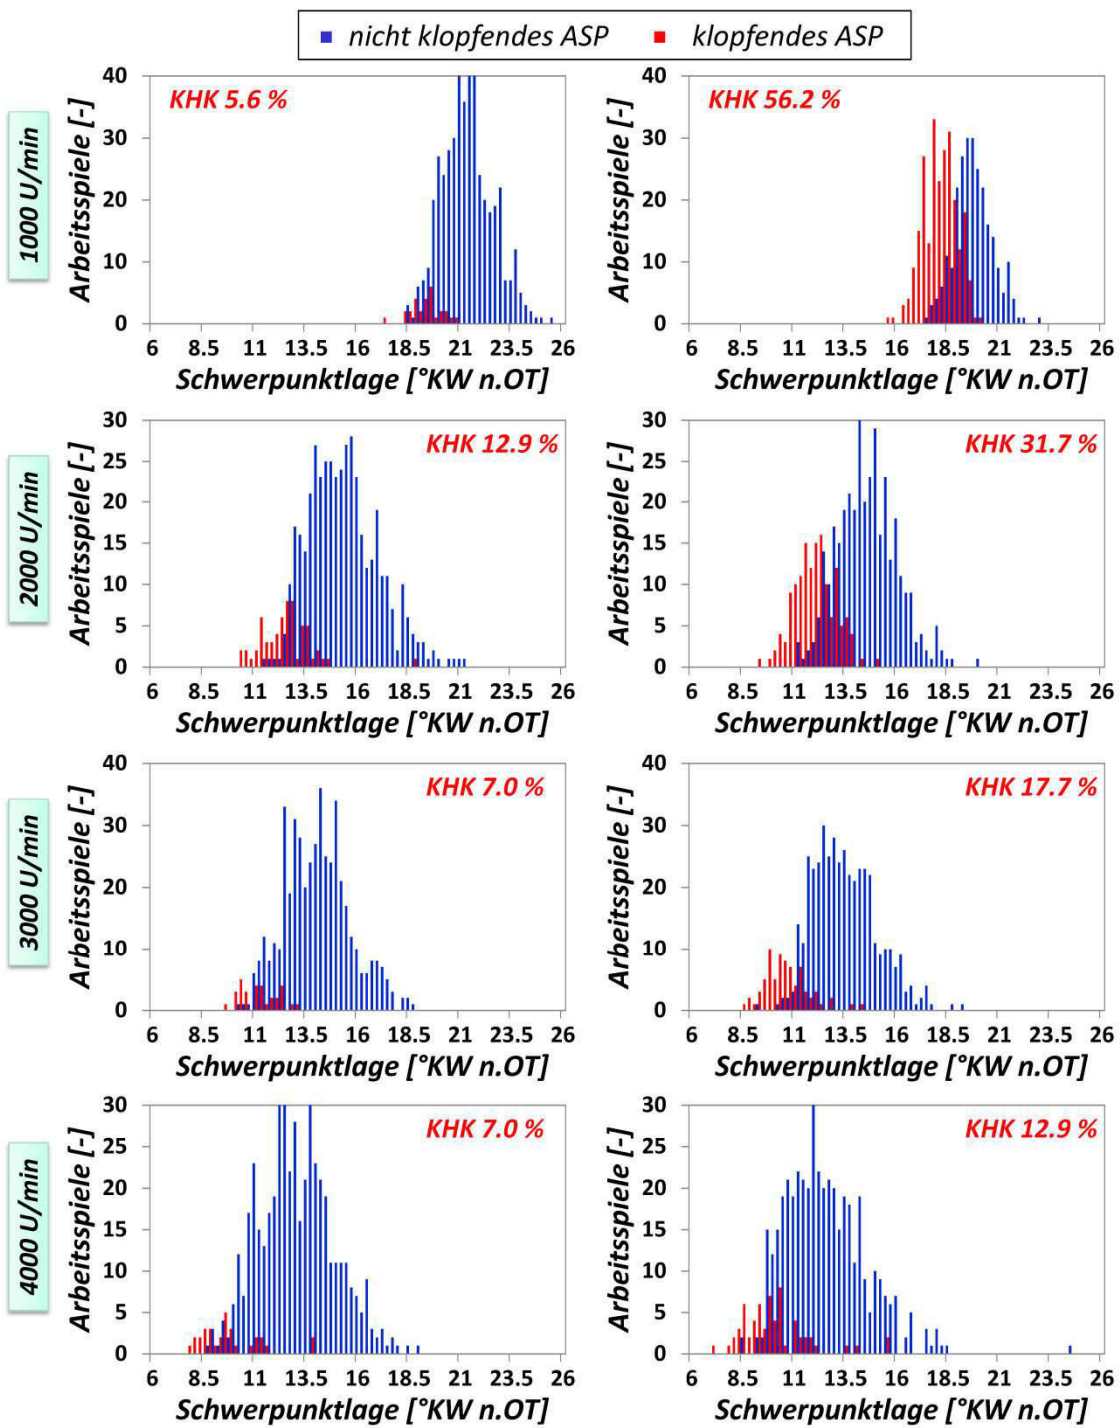 nicht klopfendes ASP klopfendes ASP
1000 U/min
Arbeitsspiele [-]
40
30
20
10
0
KHK 5.6 %
6 8.5 11 13.5 16 18.5 21 23.5 26
Schwerpunktlage [°KW n.OT]
Arbeitsspiele [-]
40
30
20
10
0
KHK 56.2 %
6 8.5 11 13.5 16 18.5 21 23.5 26
Schwerpunktlage [°KW n.OT]
2000 U/min
Arbeitsspiele [-]
30
25
20
15
10
5
0
KHK 12.9 %
6 8.5 11 13.5 16 18.5 21 23.5 26
Schwerpunktlage [°KW n.OT]
Arbeitsspiele [-]
30
25
20
15
10
5
0
KHK 31.7 %
6 8.5 11 13.5 16 18.5 21 23.5 26
Schwerpunktlage [°KW n.OT]
3000 U/min
Arbeitsspiele [-]
40
30
20
10
0
KHK 7.0 %
6 8.5 11 13.5 16 18.5 21 23.5 26
Schwerpunktlage [°KW n.OT]
Arbeitsspiele [-]
40
30
20
10
0
KHK 17.7 %
6 8.5 11 13.5 16 18.5 21 23.5 26
Schwerpunktlage [°KW n.OT]
4000 U/min
Arbeitsspiele [-]
30
25
20
15
10
5
0
KHK 7.0 %
6 8.5 11 13.5 16 18.5 21 23.5 26
Schwerpunktlage [°KW n.OT]
Arbeitsspiele [-]
30
25
20
15
10
5
0
KHK 12.9 %
6 8.5 11 13.5 16 18.5 21 23.5 26
Schwerpunktlage [°KW n.OT]